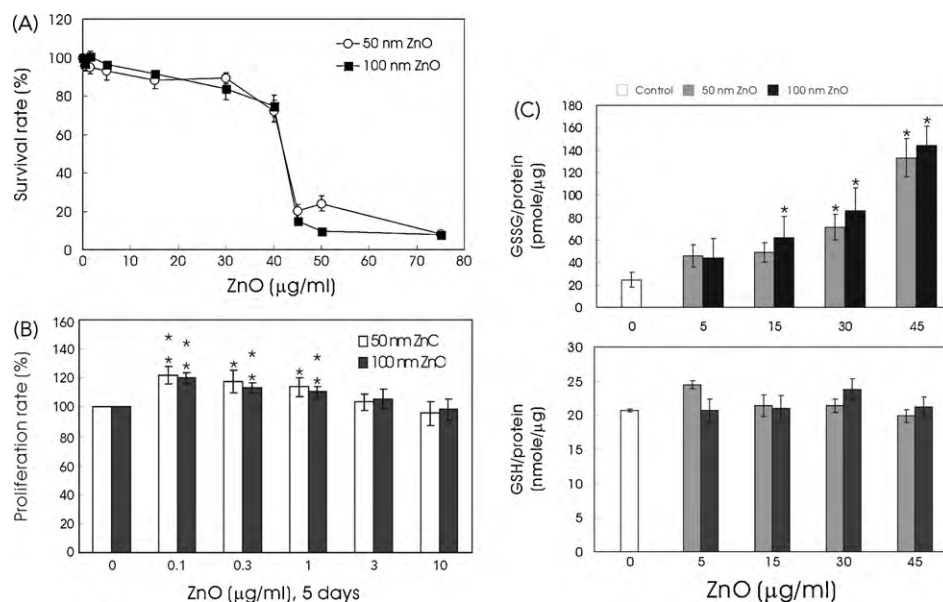 (A)
120
100
80
60
40
20
0
Survival rate (%)
50 nm ZnO
100 nm ZnO
0 10 20 30 40 50 60 70 80
ZnO (μg/ml)
(B)
160
140
120
100
80
60
40
20
0
Proliferation rate (%)
50 nm ZnC
100 nm ZnC
* *
* *
* *
* *
* *
* *
0 0.1 0.3 1 3 10
ZnO (μg/ml), 5 days
(C)
Control 50 nm ZnO 100 nm ZnO
180
160
140
120
100
80
60
40
20
0
GSSG/protein
(pmole/μg)
* * * * *
0 5 15 30 45
30
25
20
15
10
5
0
GSH/protein
(nmole/μg)
0 5 15 30 45
ZnO (μg/ml)